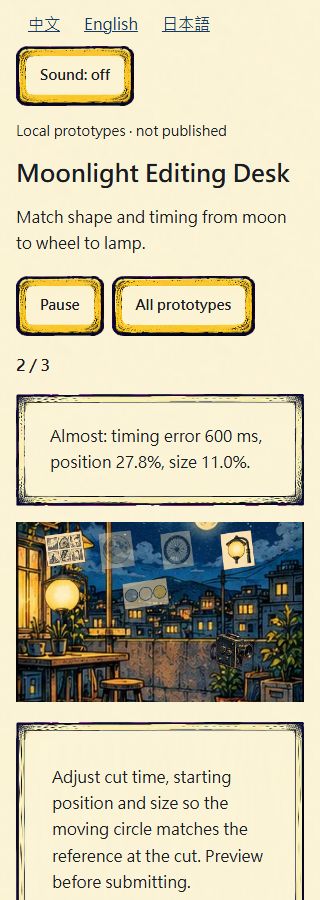 中文 English 日本語
Sound: off
Local prototypes · not published
Moonlight Editing Desk
Match shape and timing from moon
to wheel to lamp.
Pause All prototypes
2 / 3
Almost: timing error 600 ms,
position 27.8%, size 11.0%.
Adjust cut time, starting
position and size so the
moving circle matches the
reference at the cut. Preview
before submitting.